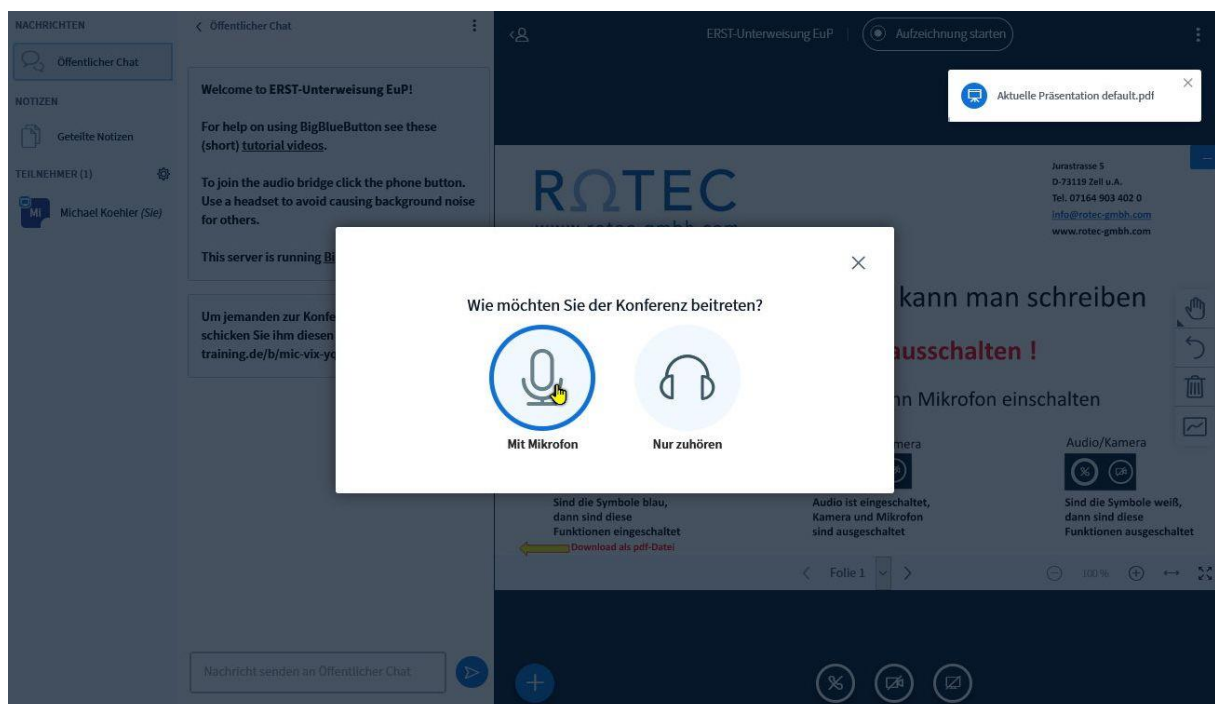 NACHRICHTEN
Öffentlicher Chat
NOTIZEN
Geteilte Notizen
TEILNEHMER (1)
MI
Michael Koehler (Sie)
Öffentlicher Chat
Welcome to ERST-Unterweisung EuP!
For help on using BigBlueButton see these
(short) tutorial videos.
To join the audio bridge click the phone button.
Use a headset to avoid causing background noise
for others.
This server is running
Um jemanden zur
schicken Sie ihm diesen
training.de/b/mic-vix-
Nachricht senden an Öffentlicher Chat
ERST-Unterweisung EuP
Aufzeichnung starten
Aktuelle Präsentation default.pdf
RΩTEC
www.rotec-gmbh.com
Jurastrasse 5
D-73119 Zell u.A.
Tel. 07164 903 402 0
info@rotec-gmbh.com
www.rotec-gmbh.com
Wie möchten Sie der Konferenz beitreten?
Mit Mikrofon
Nur zuhören
kann man schreiben
ausschalten !
Mikrofon einschalten
Audio/Kamera
Sind die Symbole blau,
dann sind diese
Funktionen eingeschaltet
Download als pdf-Datei
Audio ist eingeschaltet,
Kamera und Mikrofon
sind ausgeschaltet
Sind die Symbole weiß,
dann sind diese
Funktionen ausgeschaltet
Folie 1
100%